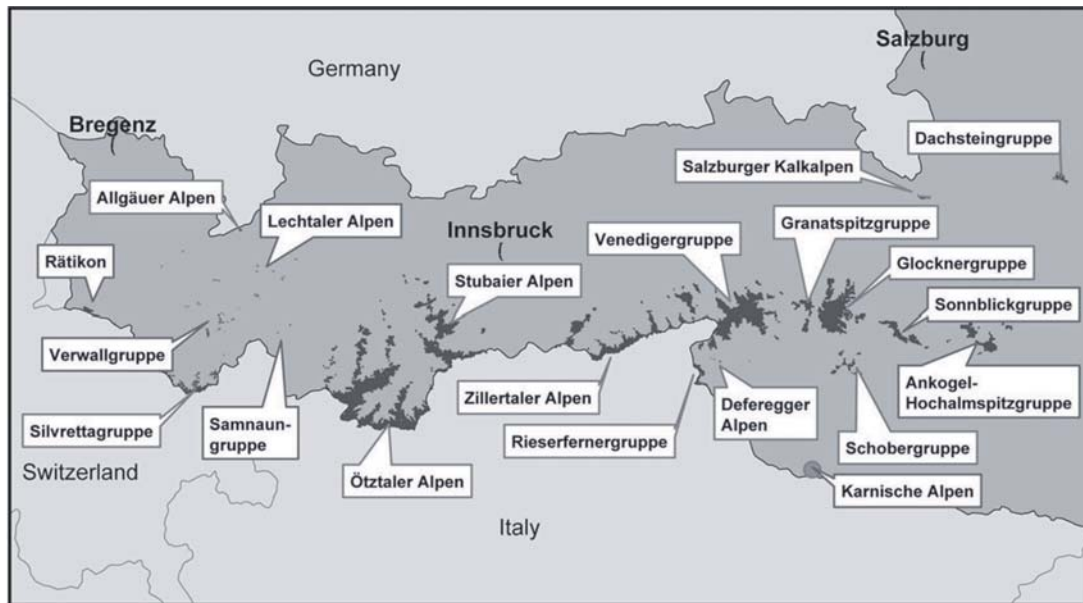 Salzburg
Germany
Bregenz
Dachsteingruppe
Salzburger Kalkalpen
Allgäuer Alpen
Lechtaler Alpen
Innsbruck
Venedigergruppe
Granatspitzgruppe
Rätikon
Stubaier Alpen
Glocknergruppe
Sonnblickgruppe
Verwallgruppe
Zillertaler Alpen
Deferegger
Alpen
Ankogel-
Hochalmspitzgruppe
Silvrettagruppe
Samnaun-
gruppe
Rieserfernergruppe
Schobergruppe
Switzerland
Ötztaler Alpen
Karnische Alpen
Italy